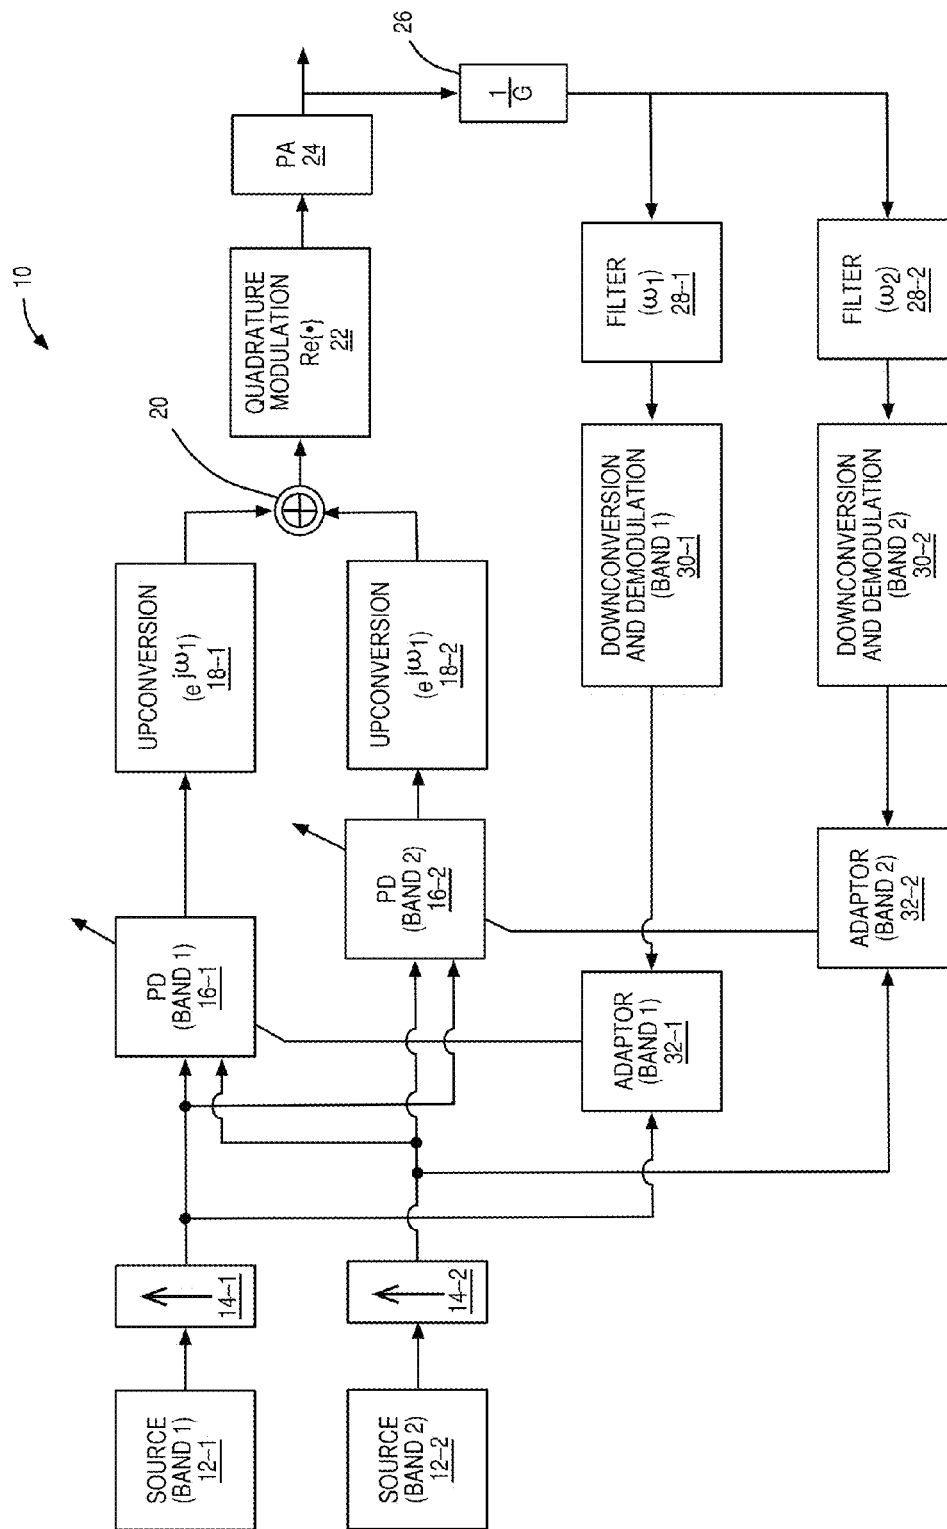 10
SOURCE
(BAND 1)
12-1
14-1
PD
(BAND 1)
16-1
UPCONVERSION
(e jω1)
18-1
20
QUADRATURE
MODULATION
Re{•}
22
PA
24
26
1
G
SOURCE
(BAND 2)
12-2
14-2
PD
(BAND 2)
16-2
UPCONVERSION
(e jω1)
18-2
ADAPTOR
(BAND 1)
32-1
DOWNCONVERSION
AND DEMODULATION
(BAND 1)
30-1
FILTER
(ω1)
28-1
ADAPTOR
(BAND 2)
32-2
DOWNCONVERSION
AND DEMODULATION
(BAND 2)
30-2
FILTER
(ω2)
28-2